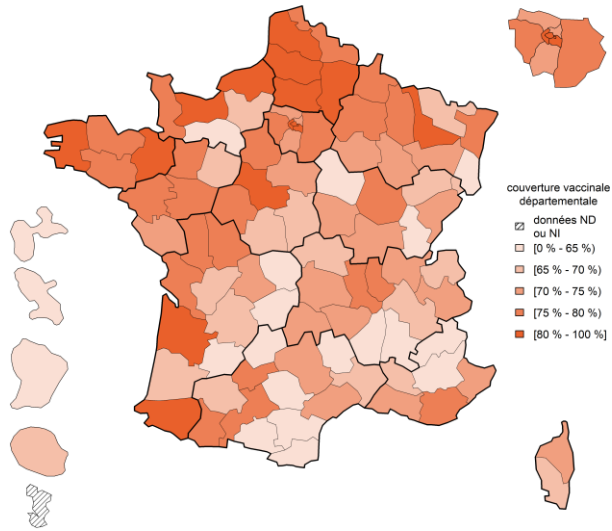 couverture vaccinale
départementale
données ND
ou NI
[0 % - 65 %)
[65 % - 70 %)
[70 % - 75 %)
[75 % - 80 %)
[80 % - 100 %]